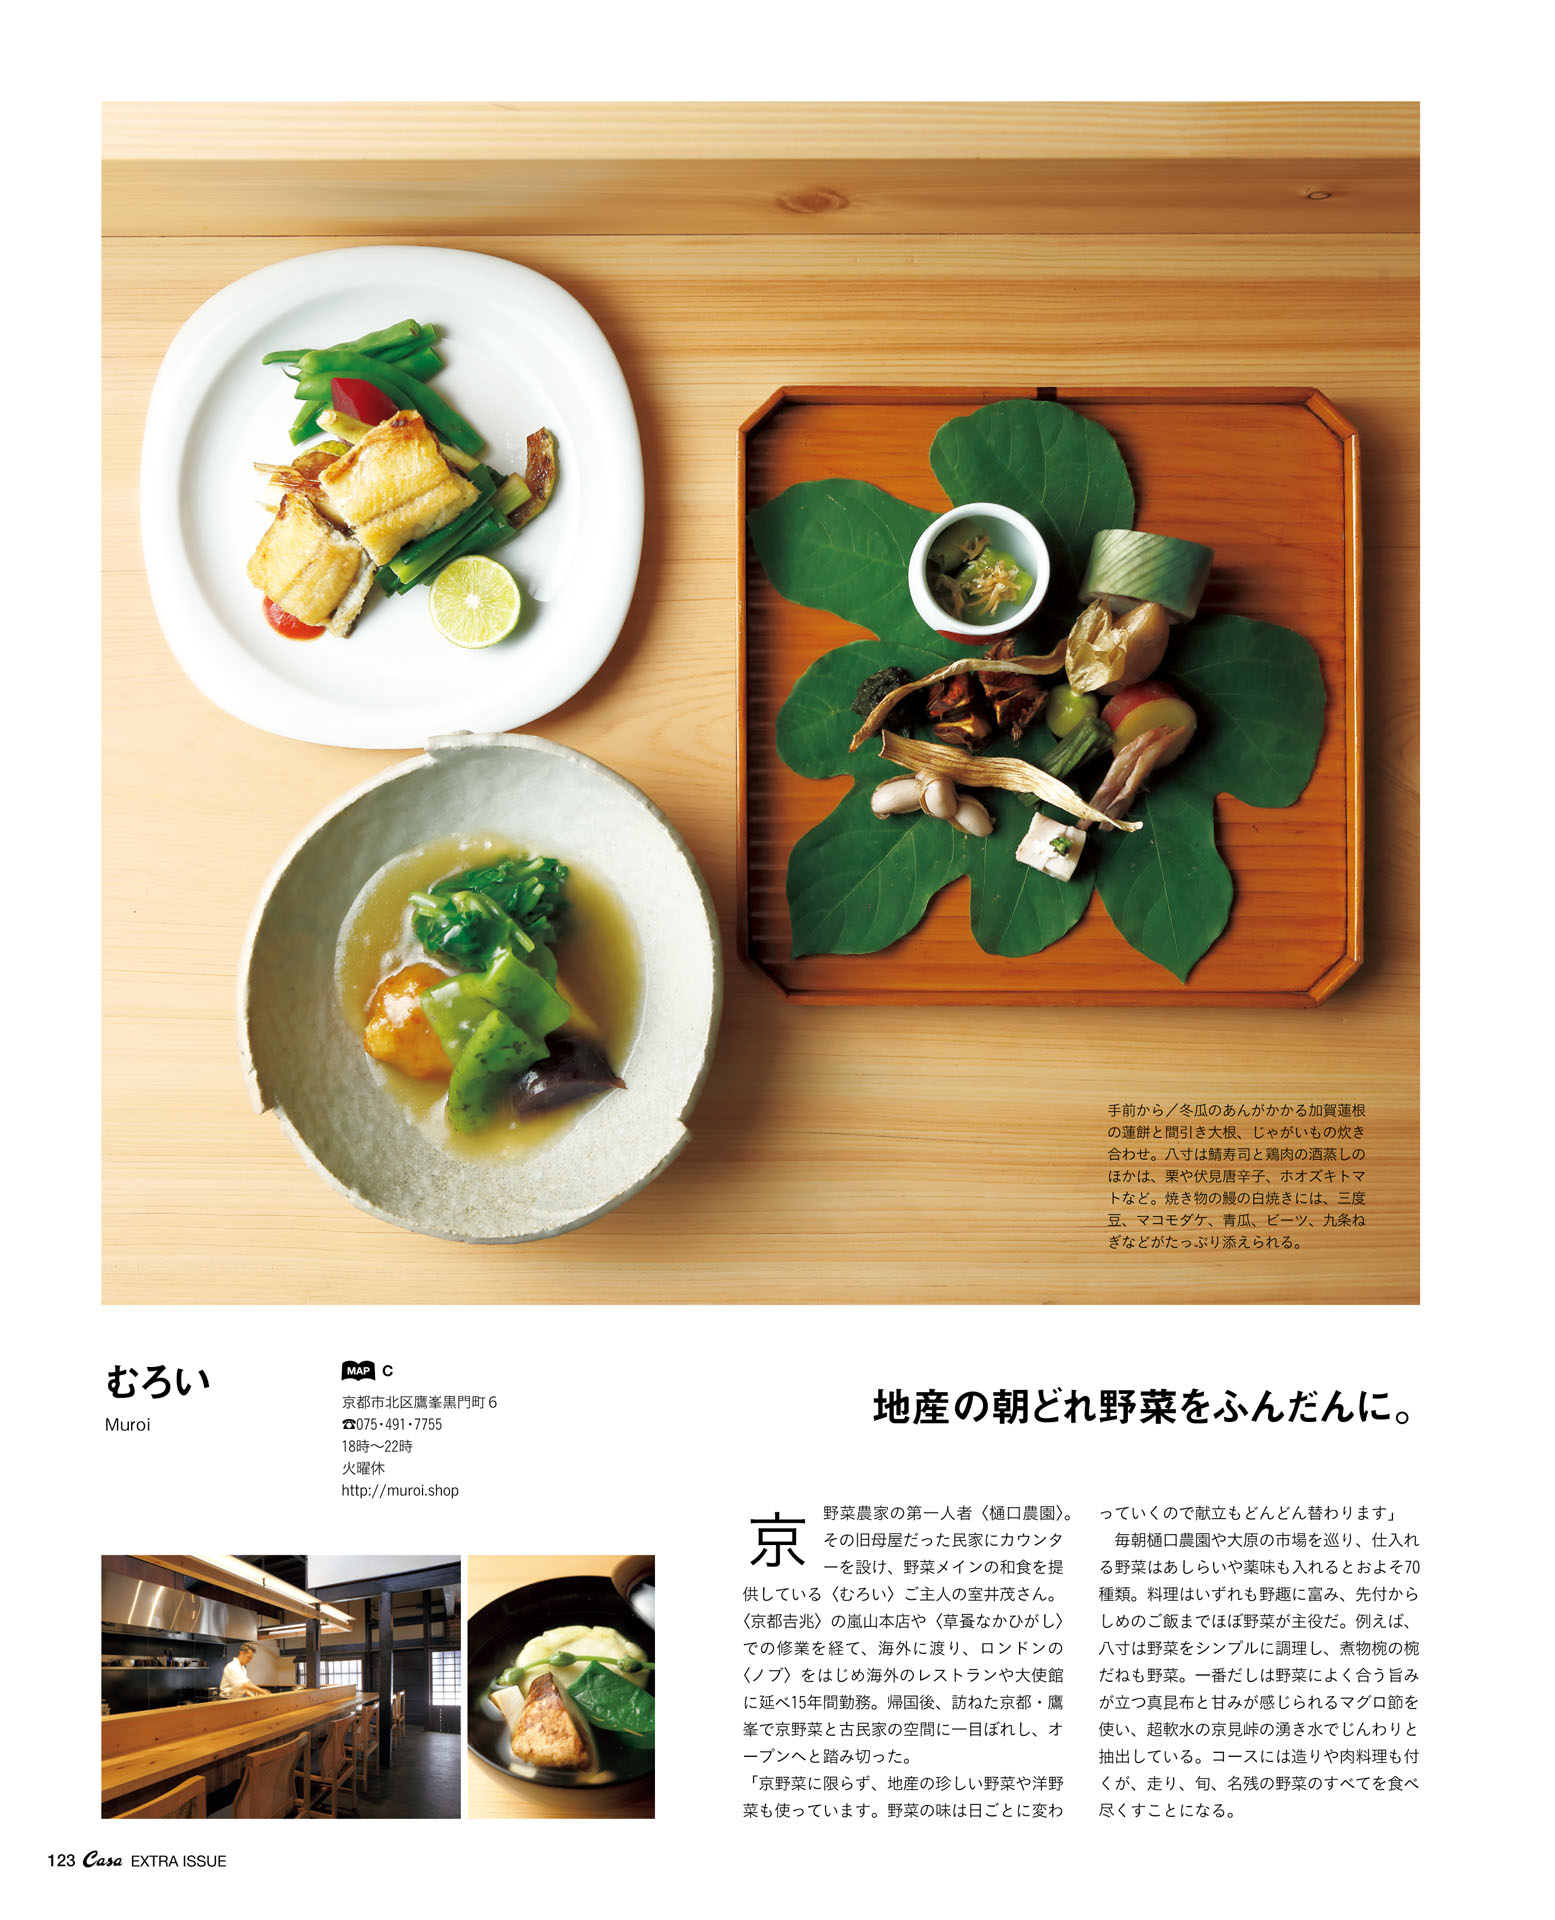 手前から／冬瓜のあんがかかる加賀蓮根
の蓮餅と間引き大根、じゃがいもの炊き
合わせ。八寸は鯖寿司と鶏肉の酒蒸しの
ほかは、栗や伏見唐辛子、ホオズキトマ
トなど。焼き物の鰻の白焼きには、三度
豆、マコモダケ、青瓜、ビーツ、九条ね
ぎなどがたっぷり添えられる。
むろい
Muroi
MAP C
京都市北区鷹峯黒門町6
☎075・491・7755
18時〜22時
火曜休
http://muroi.shop
地産の朝どれ野菜をふんだんに。
京野菜農家の第一人者〈樋口農園〉。
その旧母屋だった民家にカウンタ
ーを設け、野菜メインの和食を提
供している〈むろい〉ご主人の室井茂さん。
〈京都𠮷兆〉の嵐山本店や〈草喰なかひがし〉
での修業を経て、海外に渡り、ロンドンの
〈ノブ〉をはじめ海外のレストランや大使館
に延べ15年間勤務。帰国後、訪ねた京都・鷹
峯で京野菜と古民家の空間に一目ぼれし、オ
ープンへと踏み切った。
「京野菜に限らず、地産の珍しい野菜や洋野
菜も使っています。野菜の味は日ごとに変わ
っていくので献立もどんどん替わります」
毎朝樋口農園や大原の市場を巡り、仕入れ
る野菜はあしらいや薬味も入れるとおよそ70
種類。料理はいずれも野趣に富み、先付から
しめのご飯までほぼ野菜が主役だ。例えば、
八寸は野菜をシンプルに調理し、煮物椀の椀
だねも野菜。一番だしは野菜によく合う旨み
が立つ真昆布と甘みが感じられるマグロ節を
使い、超軟水の京見峠の湧き水でじんわりと
抽出している。コースには造りや肉料理も付
くが、走り、旬、名残の野菜のすべてを食べ
尽くすことになる。
123 Casa EXTRA ISSUE